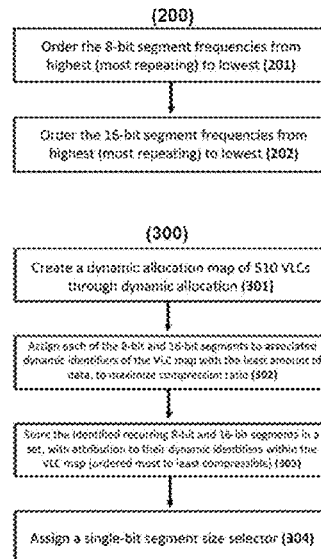 (200)
Order the 8-bit segment frequencies from
highest (most repeating) to lowest (201)
Order the 16-bit segment frequencies from
highest (most repeating) to lowest (202)
(300)
Create a dynamic allocation map of 510 VLCs
through dynamic allocation (301)
Assign each of the 8-bit and 16-bit segments to associated
dynamic identifiers of the VLC map with the least amount of
data, to maximize compression ratio (302)
Store the identified recurring 8-bit and 16-bit segments in a
set, with attribution to their dynamic identifiers within the
VLC map (ordered most to least compressible) (303)
Assign a single-bit segment size selector (304)